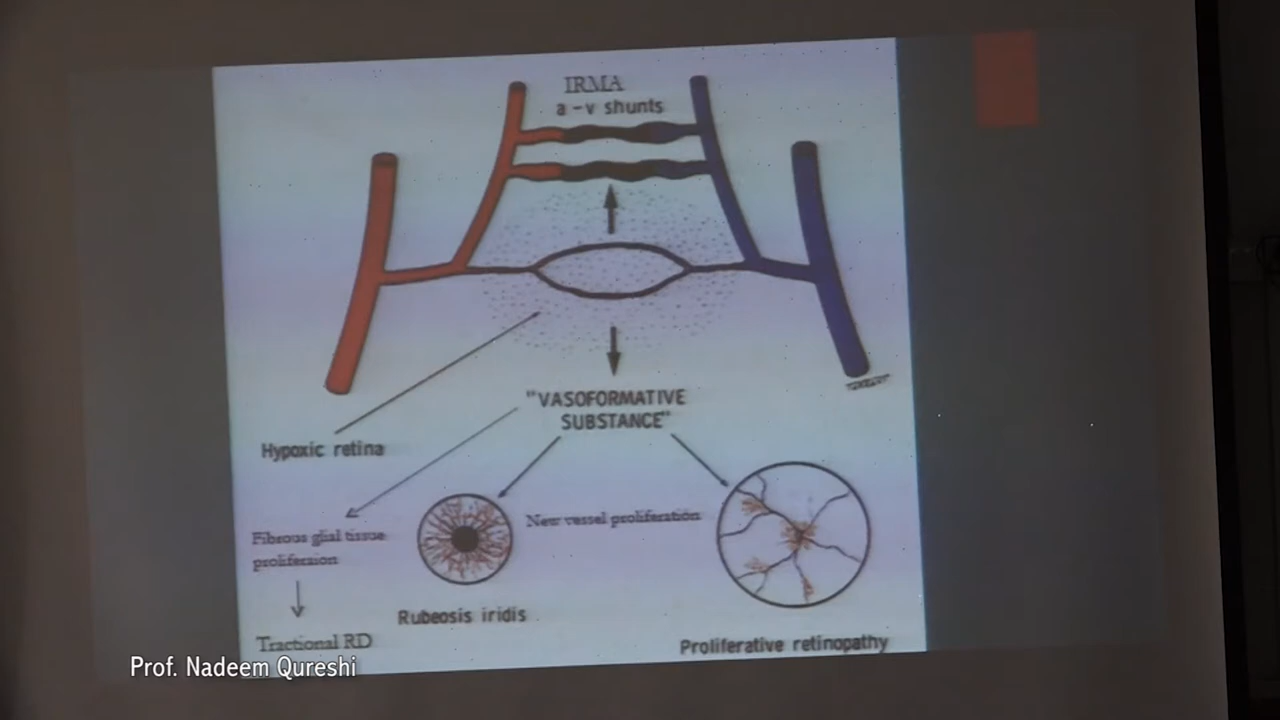 IRMA
a-v shunts
"VASOFORMATIVE
SUBSTANCE"
Hypoxic retina
Fibrous glial tissue
proliferaion
New vessel proliferation
Rubeosis iridis
Tractional RD
Proliferative retinopathy
Prof. Nadeem Qureshi